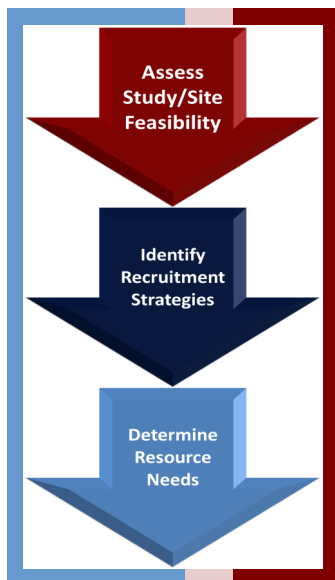 Assess
Study/Site
Feasibility
Identify
Recruitment
Strategies
Determine
Resource
Needs